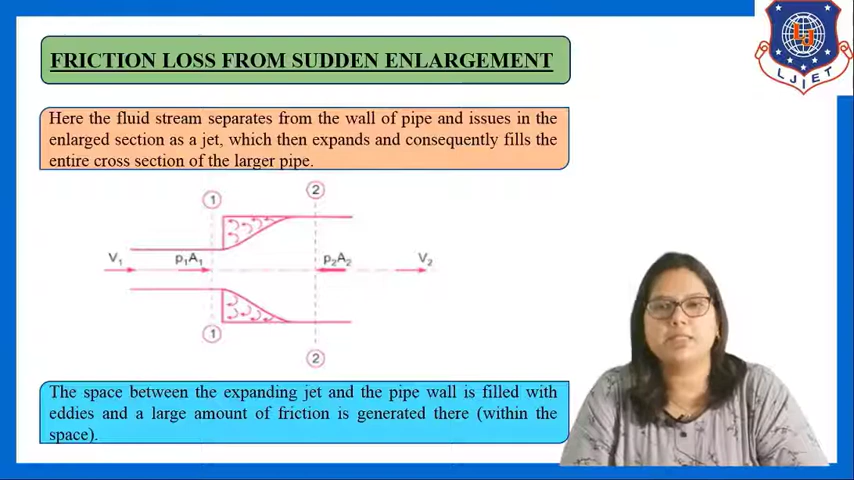 FRICTION LOSS FROM SUDDEN ENLARGEMENT
Here the fluid stream separates from the wall of pipe and issues in the
enlarged section as a jet, which then expands and consequently fills the
entire cross section of the larger pipe.
1
2
V₁
p₁A₁
p₂A₂
V₂
1
2
The space between the expanding jet and the pipe wall is filled with
eddies and a large amount of friction is generated there (within the
space).
LJ
LJIET